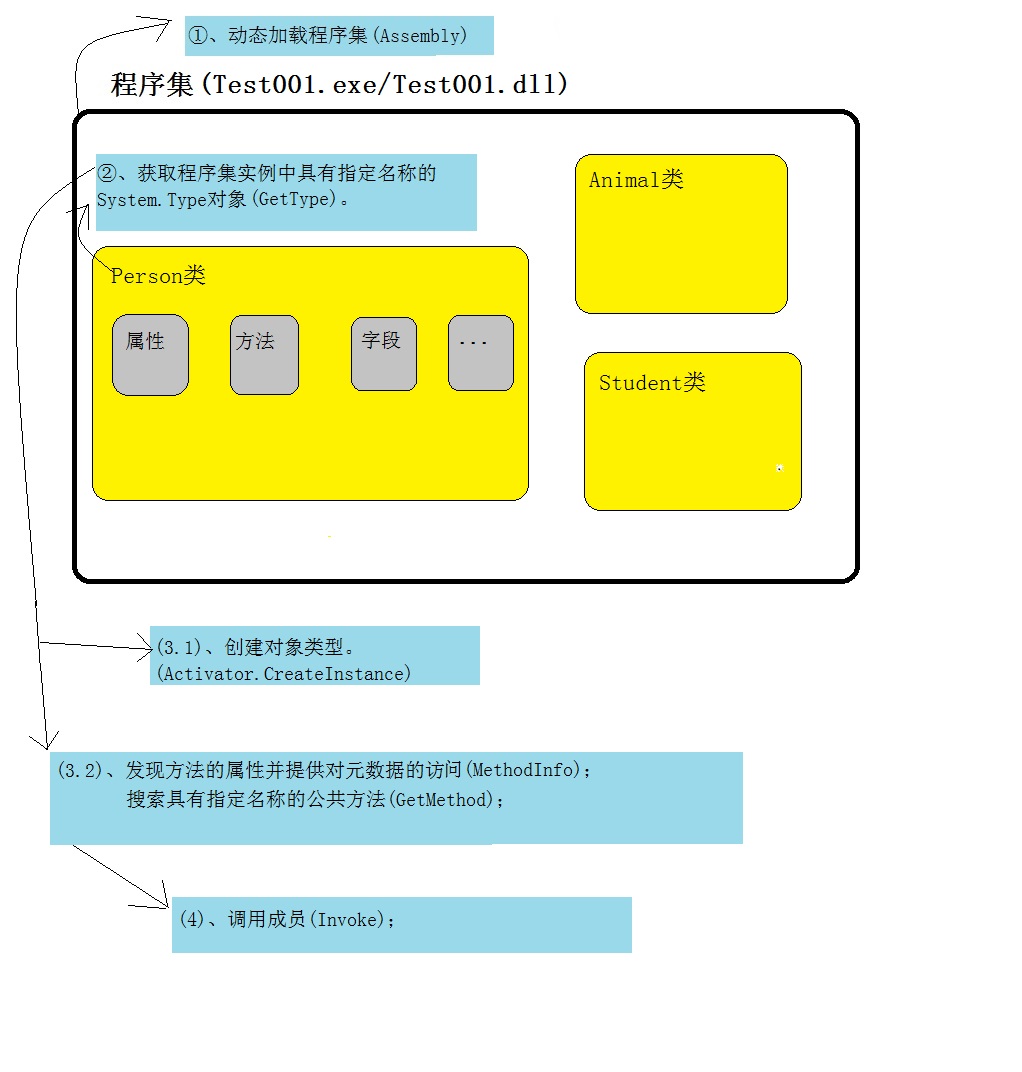 ①、动态加载程序集(Assembly)
程序集(Test001.exe/Test001.dll)
②、获取程序集实例中具有指定名称的
System.Type对象(GetType)。
Animal类
Person类
属性
方法
字段
...
Student类
(3.1)、创建对象类型。
(Activator.CreateInstance)
(3.2)、发现方法的属性并提供对元数据的访问(MethodInfo);
搜索具有指定名称的公共方法(GetMethod);
(4)、调用成员(Invoke);